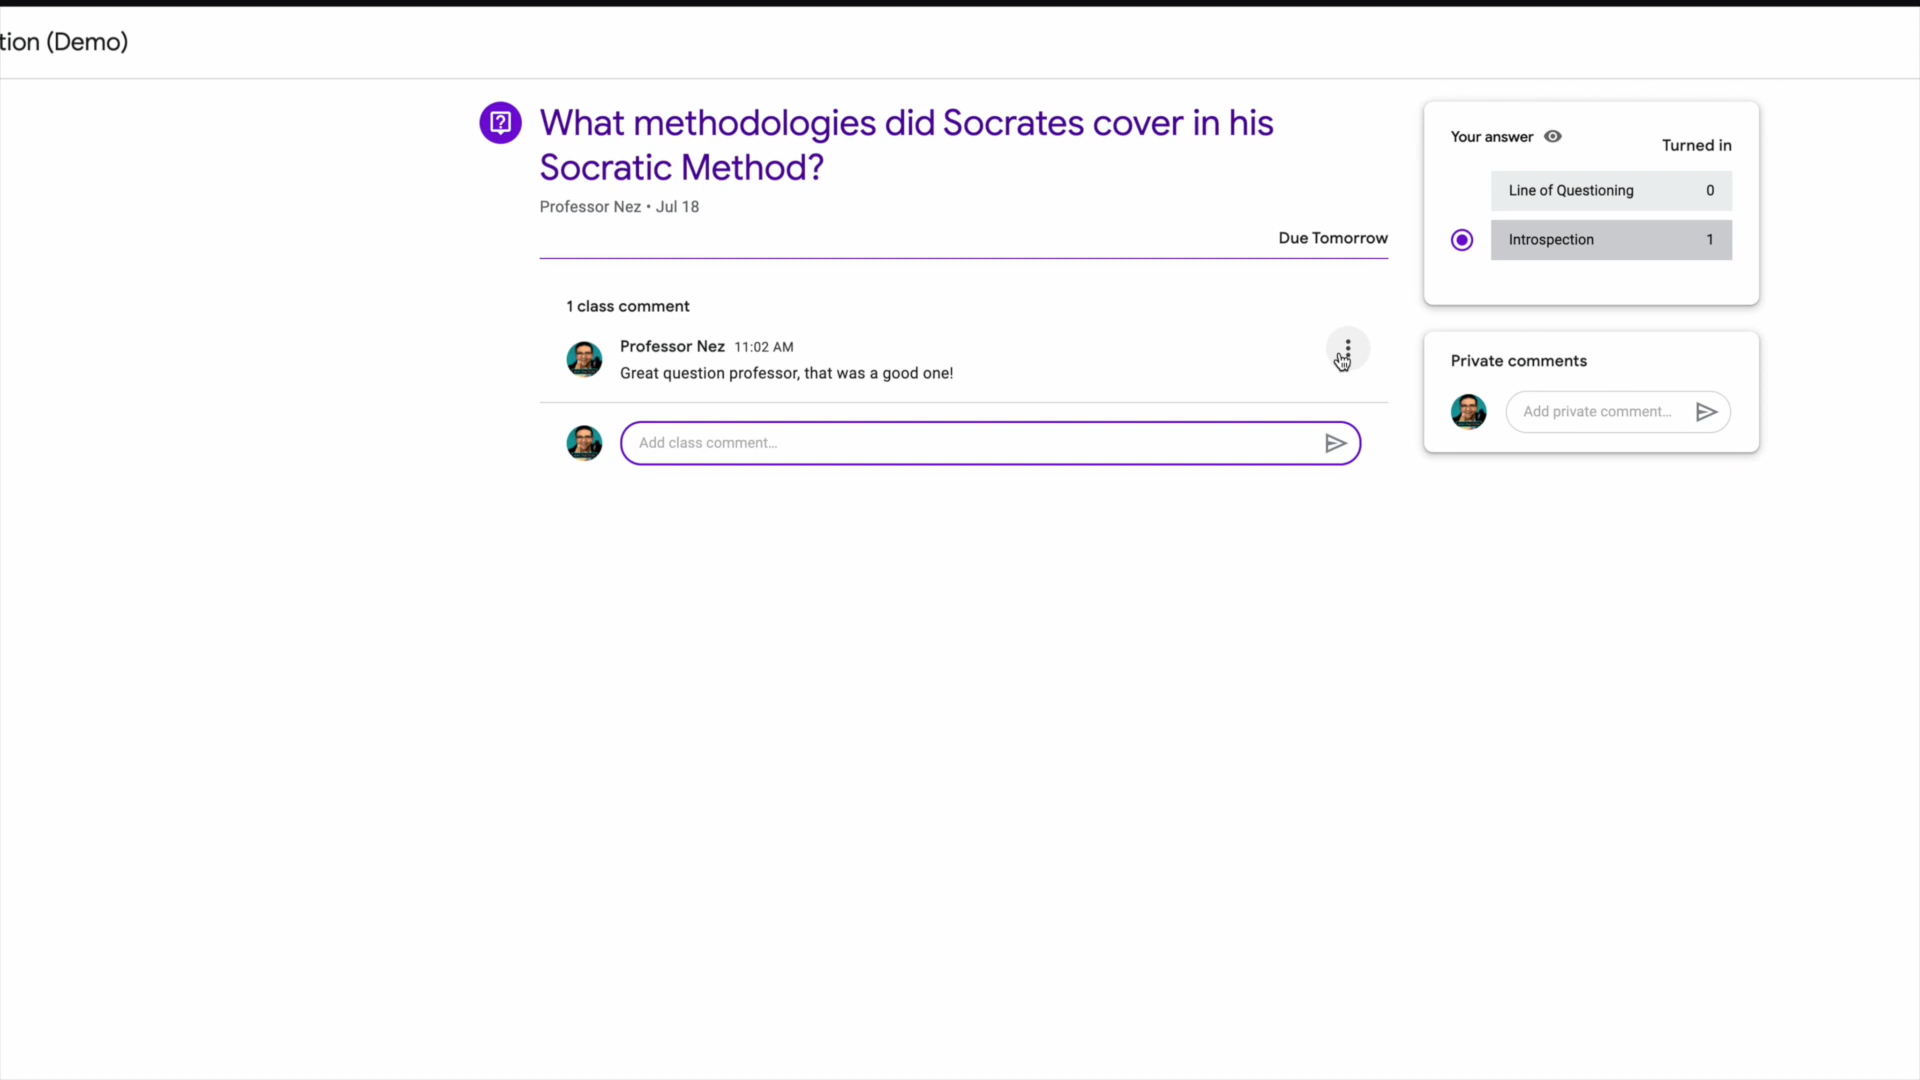 tion (Demo)
What methodologies did Socrates cover in his
Socratic Method?
Professor Nez • Jul 18
Due Tomorrow
1 class comment
Professor Nez 11:02 AM
Great question professor, that was a good one!
Add class comment...
Your answer
Turned in
Line of Questioning 0
Introspection 1
Private comments
Add private comment...